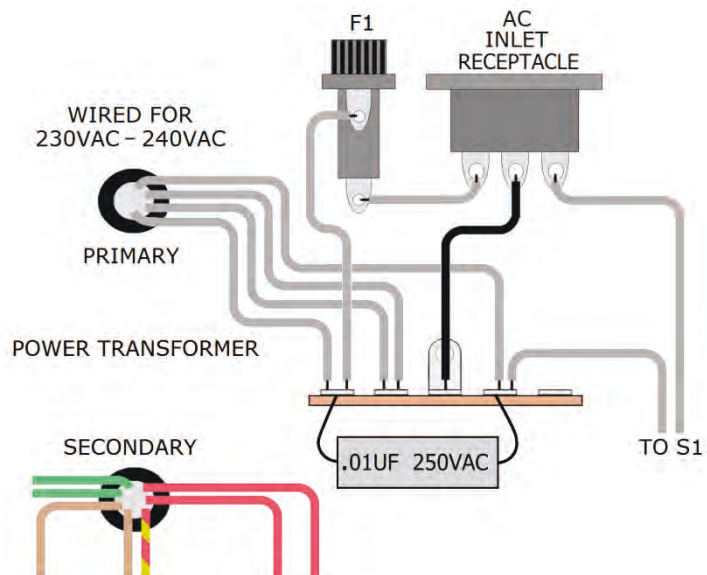 F1
AC
INLET
RECEPTACLE
WIRED FOR
230VAC – 240VAC
PRIMARY
POWER TRANSFORMER
SECONDARY
.01UF 250VAC
TO S1